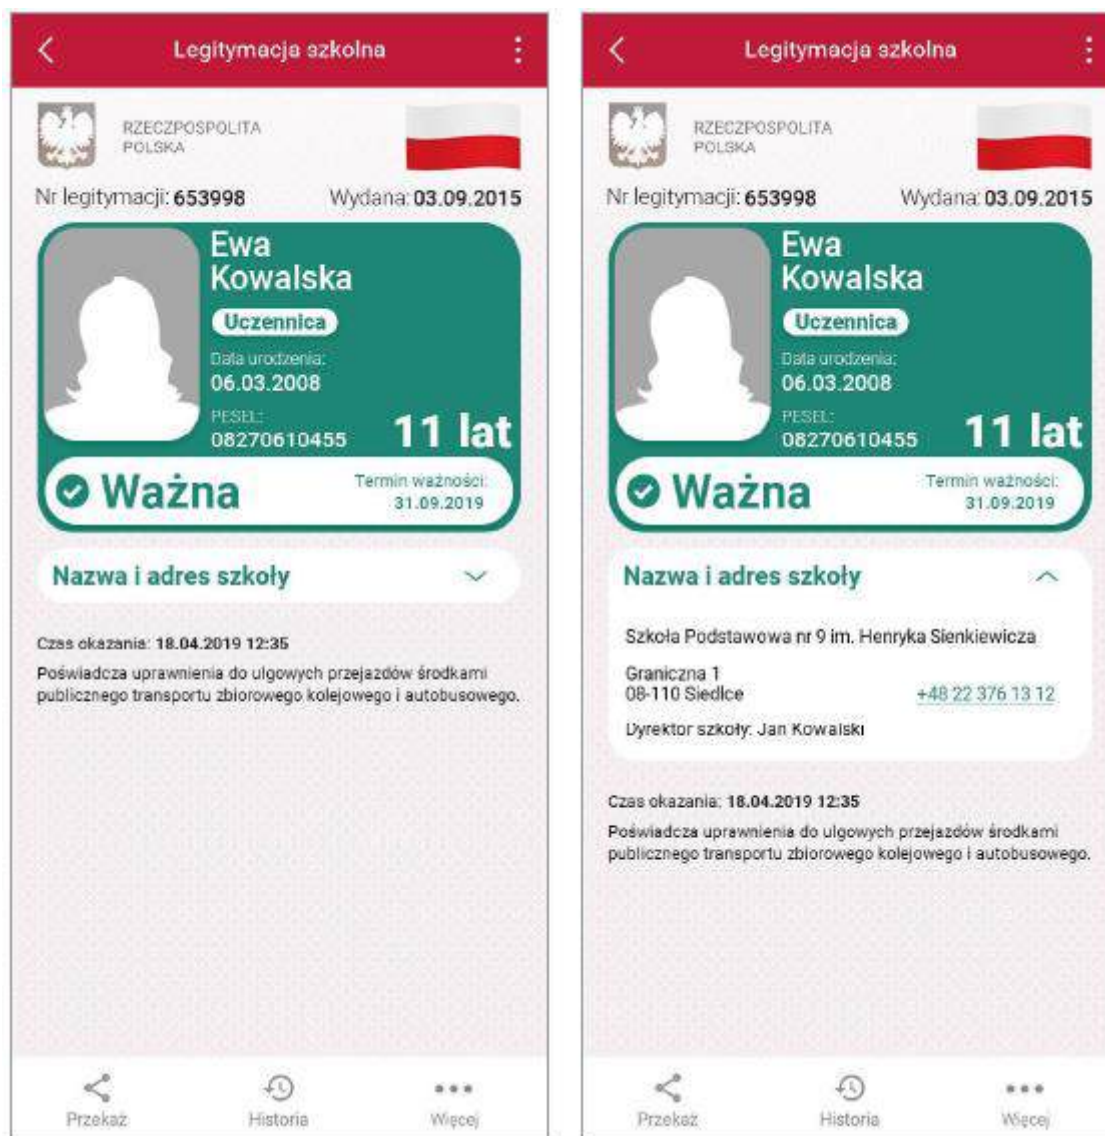 Legitymacja szkolna
RZECZPOSPOLITA
POLSKA
Nr legitymacji: 653998 Wydana: 03.09.2015
Ewa
Kowalska
Uczennica
Data urodzenia:
06.03.2008
PESEL:
08270610455
11 lat
Ważna
Termin ważności:
31.09.2019
Nazwa i adres szkoły
Czas okazania: 18.04.2019 12:35
Poświadcza uprawnienia do ulgowych przejazdów środkami
publicznego transportu zbiorowego kolejowego i autobusowego.
Przekaż Historia Więcej
Legitymacja szkolna
RZECZPOSPOLITA
POLSKA
Nr legitymacji: 653998 Wydana: 03.09.2015
Ewa
Kowalska
Uczennica
Data urodzenia:
06.03.2008
PESEL:
08270610455
11 lat
Ważna
Termin ważności:
31.09.2019
Nazwa i adres szkoły
Szkoła Podstawowa nr 9 im. Henryka Sienkiewicza
Graniczna 1
08-110 Siedlce +48 22 376 13 12
Dyrektor szkoły: Jan Kowalski
Czas okazania: 18.04.2019 12:35
Poświadcza uprawnienia do ulgowych przejazdów środkami
publicznego transportu zbiorowego kolejowego i autobusowego.
Przekaż Historia Więcej